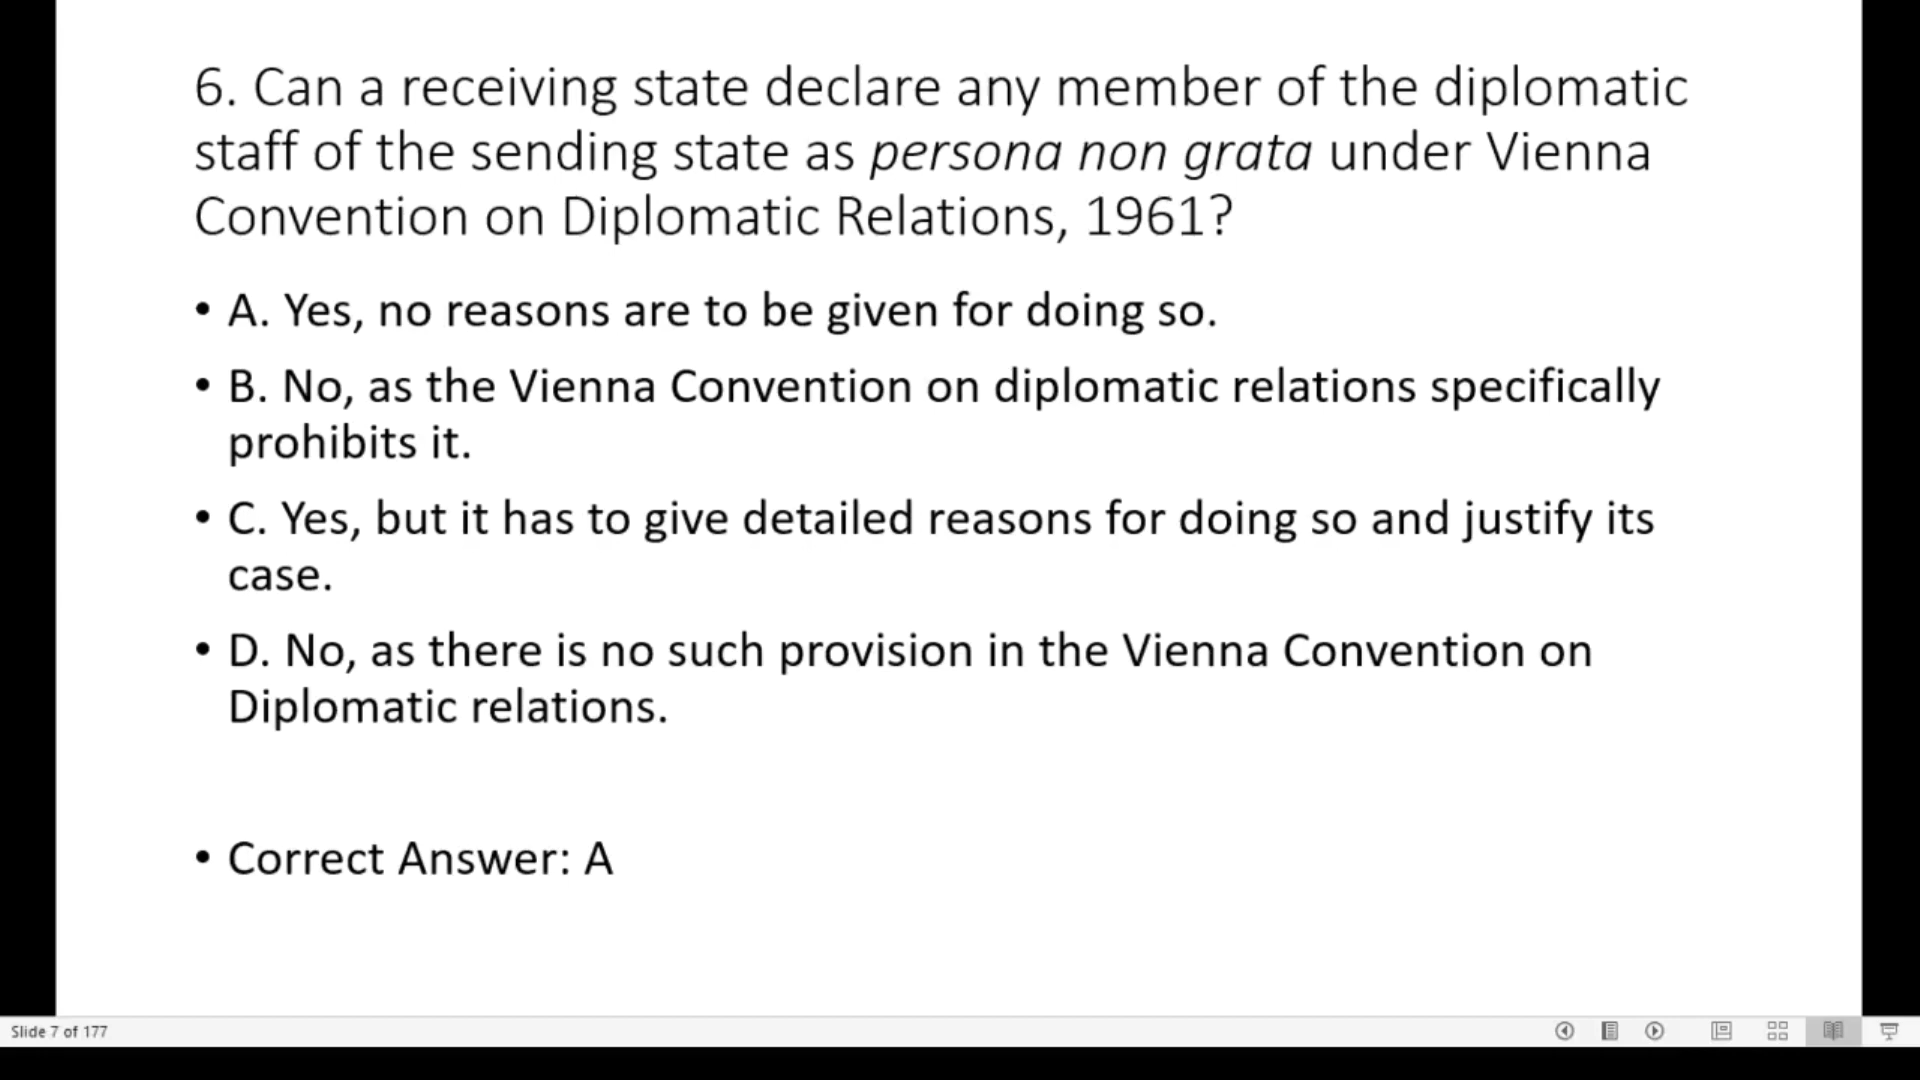 6. Can a receiving state declare any member of the diplomatic
staff of the sending state as persona non grata under Vienna
Convention on Diplomatic Relations, 1961?
• A. Yes, no reasons are to be given for doing so.
• B. No, as the Vienna Convention on diplomatic relations specifically
prohibits it.
• C. Yes, but it has to give detailed reasons for doing so and justify its
case.
• D. No, as there is no such provision in the Vienna Convention on
Diplomatic relations.
• Correct Answer: A
Slide 7 of 177